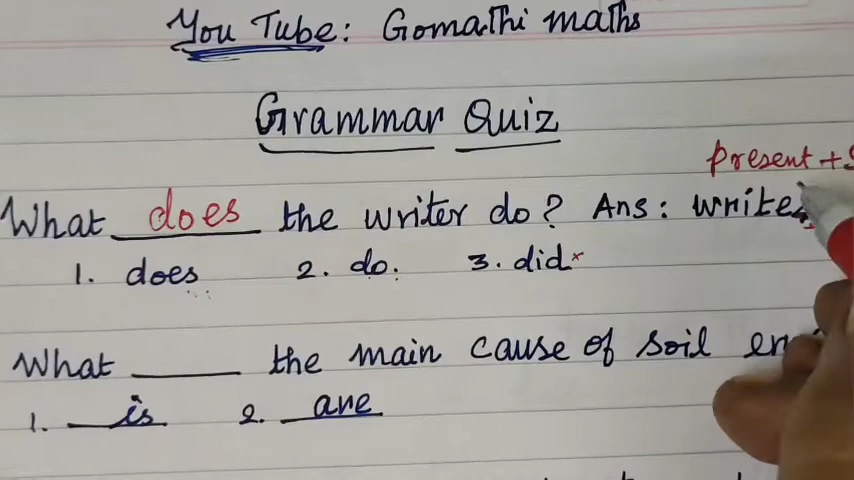 You Tube: Gomathi maths
Grammar Quiz
present +
What does the writer do? Ans: writes
1. does 2. do. 3. did×
What ____ the main cause of soil
1. is 2. are